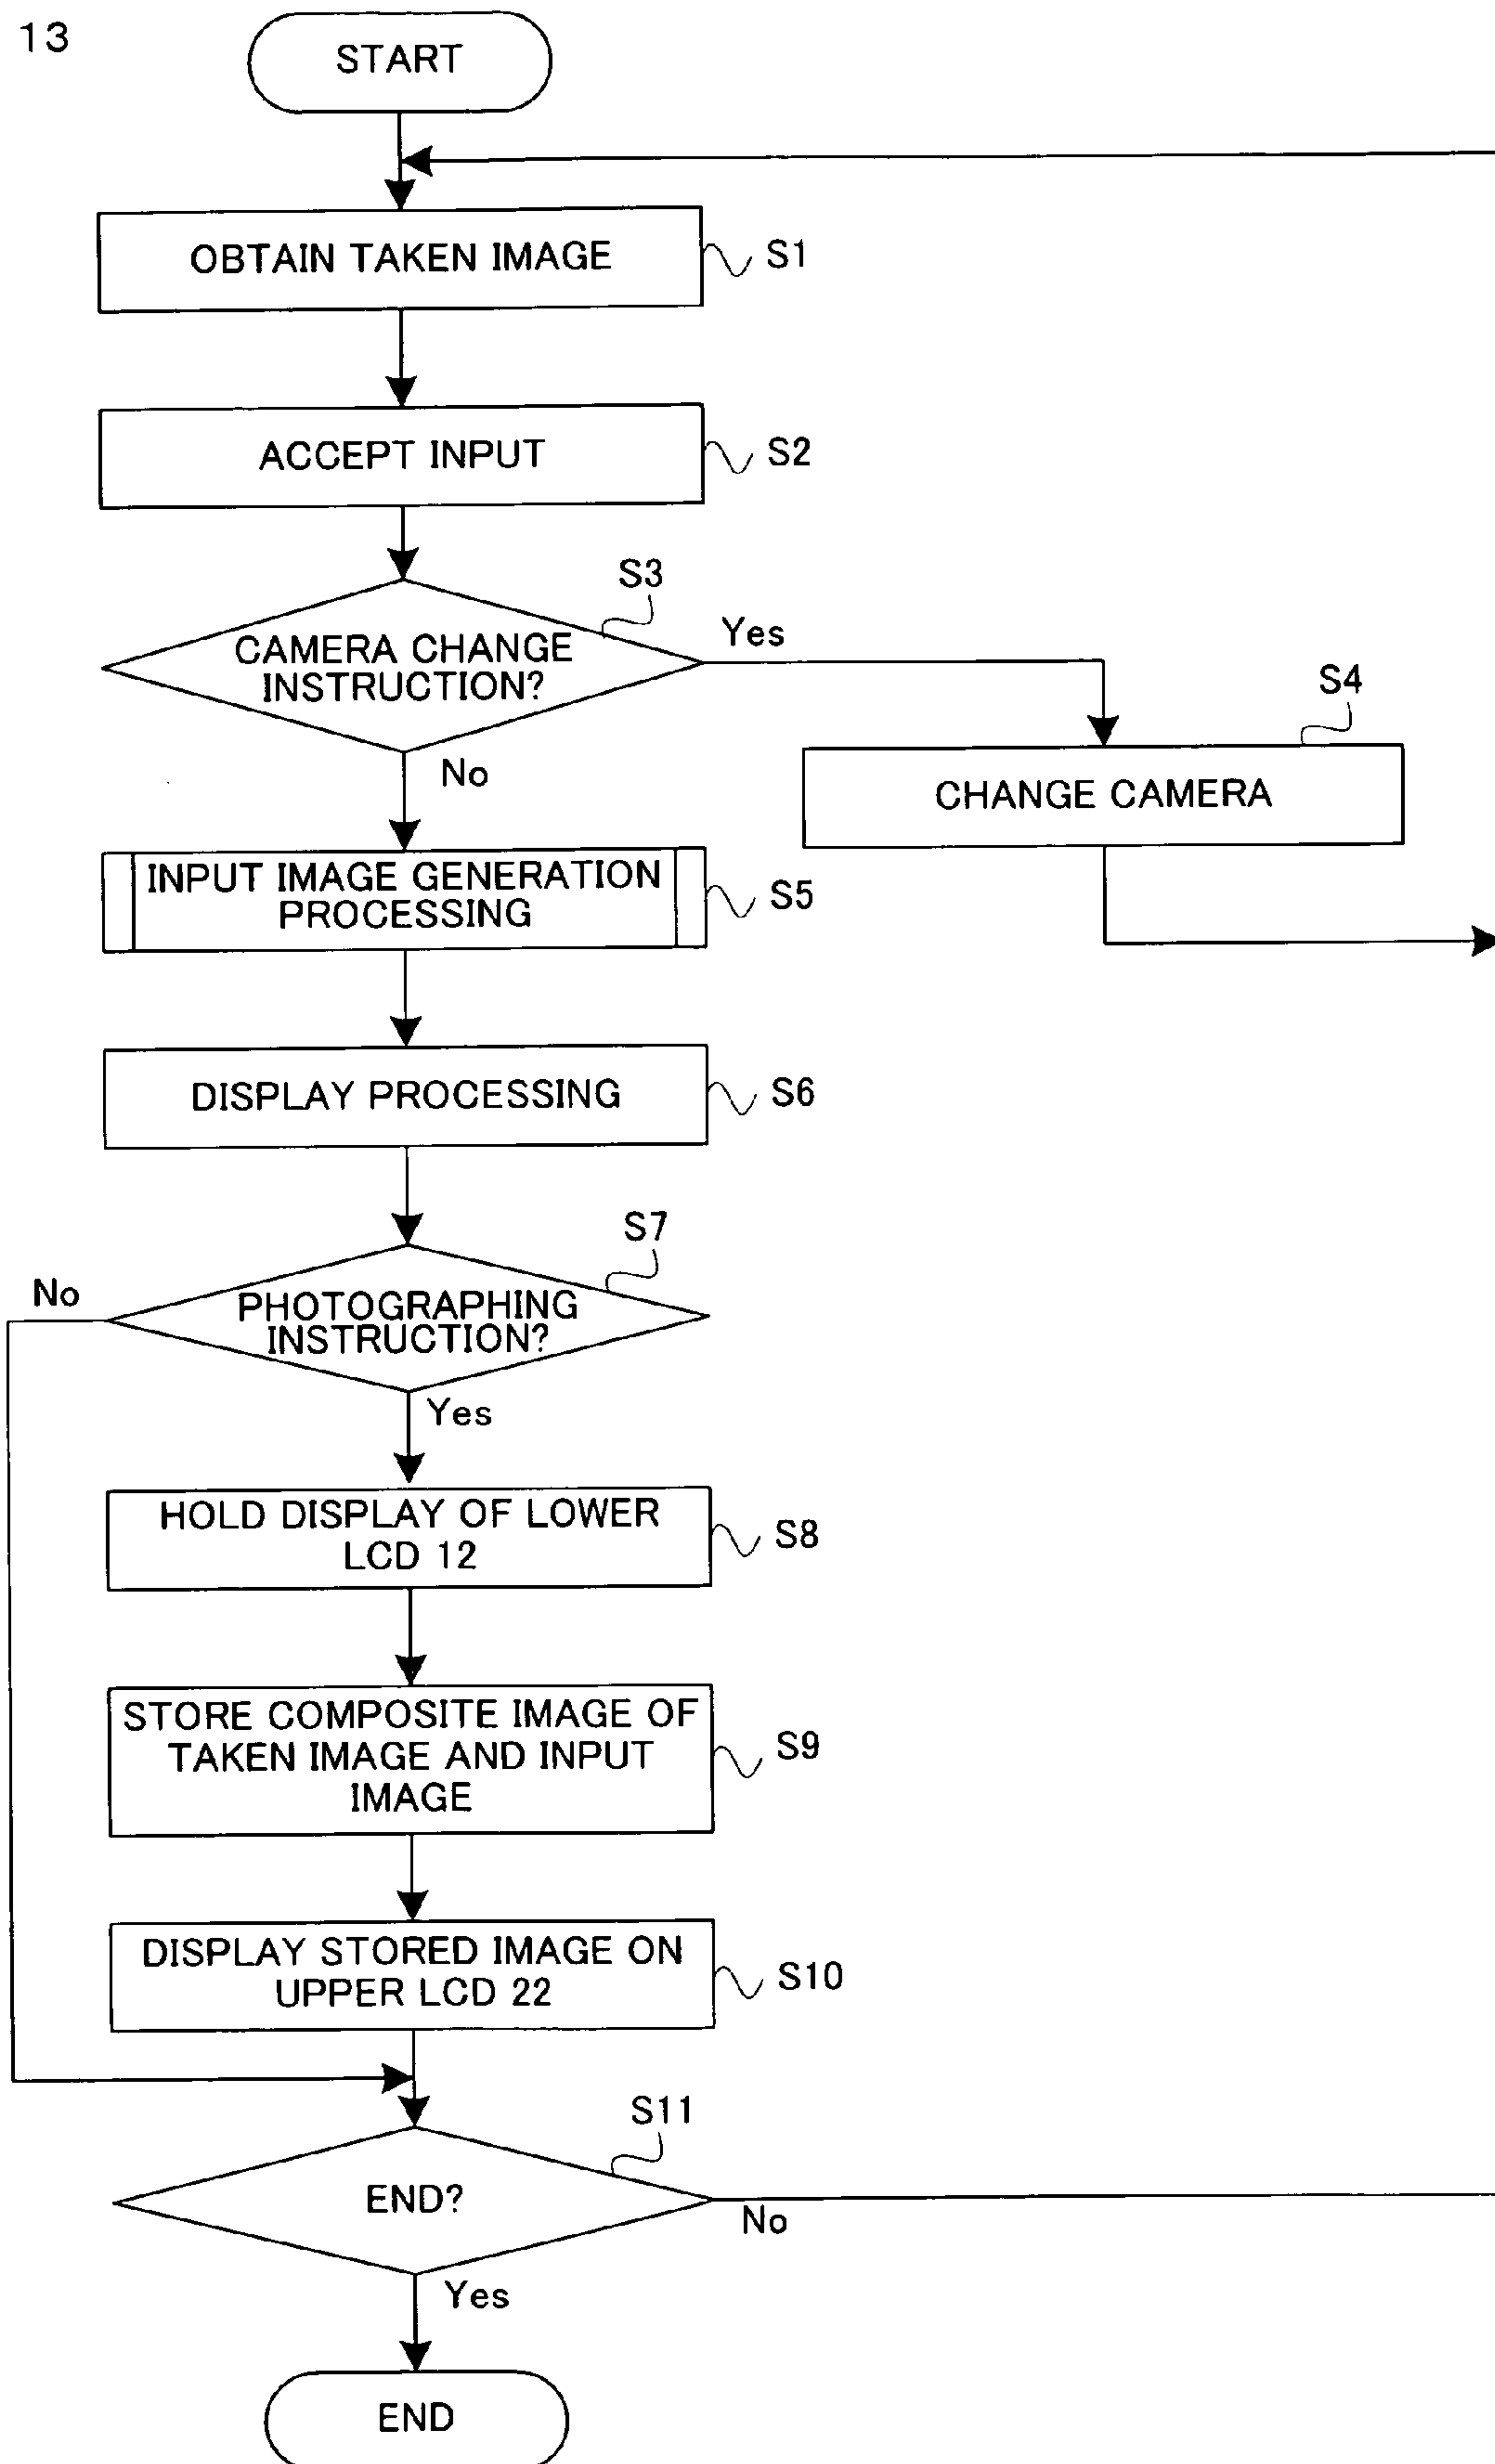 13
START
OBTAIN TAKEN IMAGE
S1
ACCEPT INPUT
S2
S3
CAMERA CHANGE
INSTRUCTION?
Yes
No
S4
CHANGE CAMERA
INPUT IMAGE GENERATION
PROCESSING
S5
DISPLAY PROCESSING
S6
S7
No
PHOTOGRAPHING
INSTRUCTION?
Yes
HOLD DISPLAY OF LOWER
LCD 12
S8
STORE COMPOSITE IMAGE OF
TAKEN IMAGE AND INPUT
IMAGE
S9
DISPLAY STORED IMAGE ON
UPPER LCD 22
S10
S11
END?
No
Yes
END